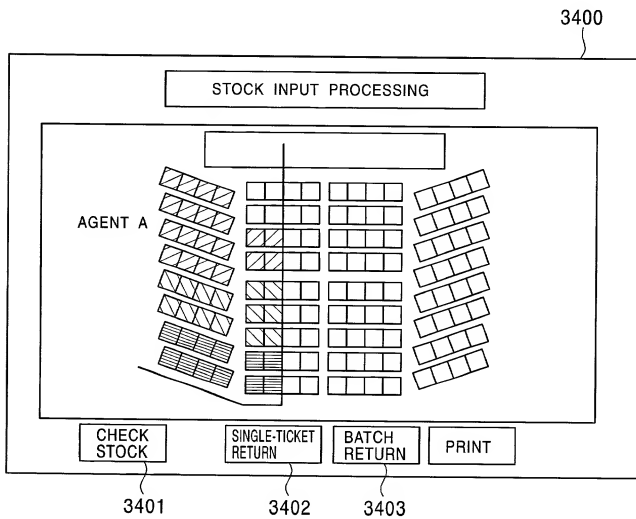 3400
STOCK INPUT PROCESSING
AGENT A
CHECK
STOCK
SINGLE-TICKET
RETURN
BATCH
RETURN
PRINT
3401
3402
3403